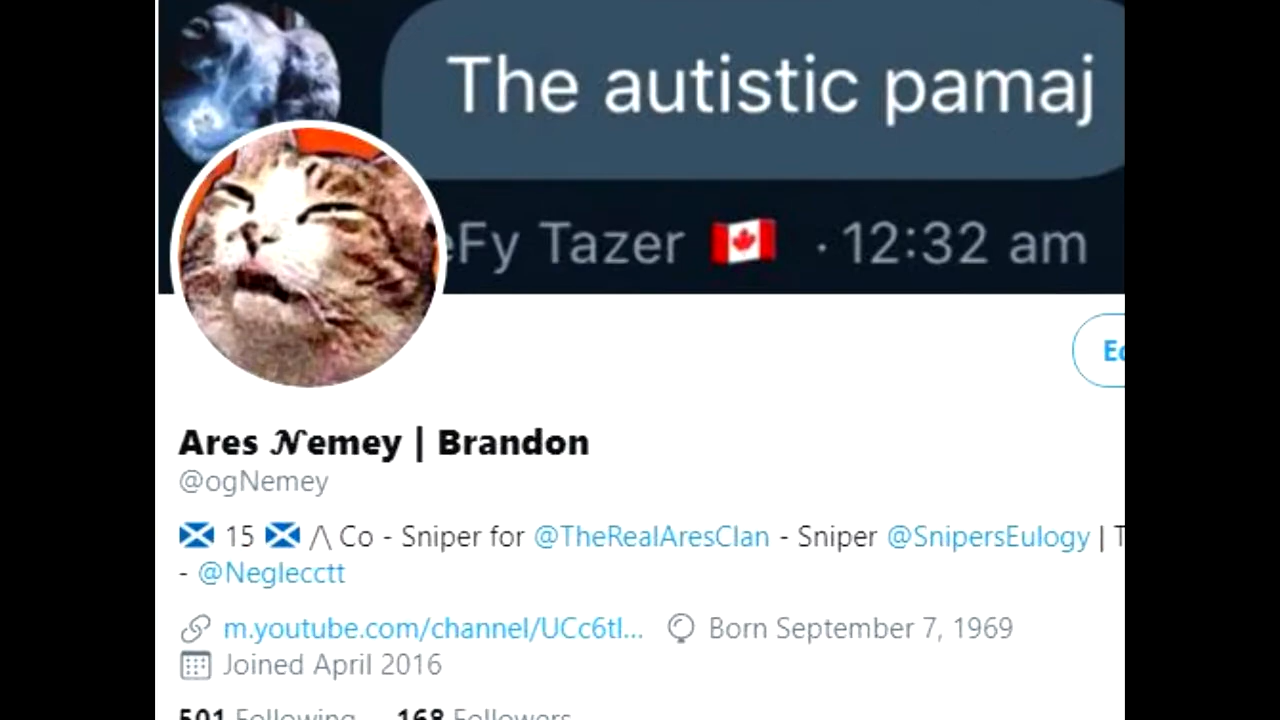 The autistic pamaj
eFy Tazer 🇨🇦 · 12:32 am
Ares 𝓝emey | Brandon
@ogNemey
🏴󠁧󠁢󠁳󠁣󠁴󠁿 15 🏴󠁧󠁢󠁳󠁣󠁴󠁿 /\ Co - Sniper for @TheRealAresClan - Sniper @SnipersEulogy | T
- @Neglecctt
m.youtube.com/channel/UCc6tl... Born September 7, 1969
Joined April 2016
501 Following 168 Followers